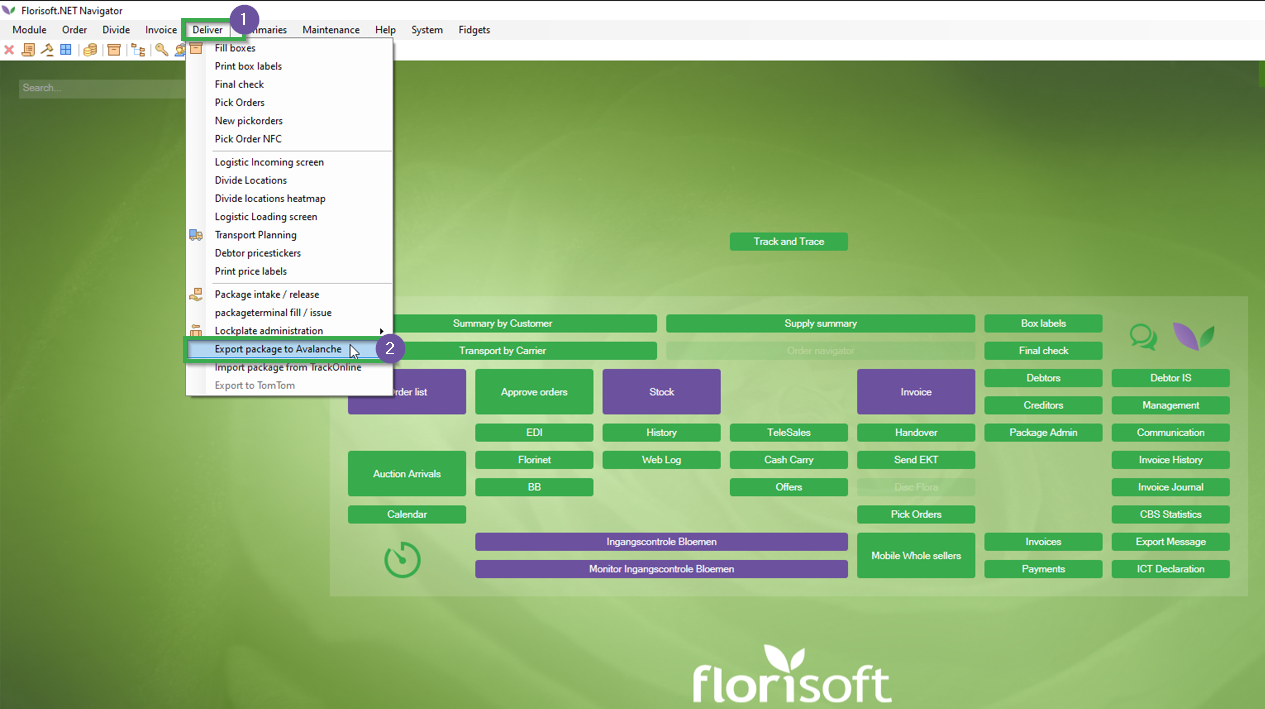 Florisoft.NET Navigator
1
Module Order Divide Invoice Deliver maries Maintenance Help System Fidgets
Search...
Fill boxes
Print box labels
Final check
Pick Orders
New pickorders
Pick Order NFC
Logistic Incoming screen
Divide Locations
Divide locations heatmap
Logistic Loading screen
Transport Planning
Debtor pricestickers
Print price labels
Package intake / release
packageterminal fill / issue
Lockplate administration
Export package to Avalanche
2
Import package from TrackOnline
Export to TomTom
Track and Trace
Summary by Customer Supply summary Box labels
Transport by Carrier Order navigator Final check
rder list Approve orders Stock Invoice Debtors Debtor IS
Creditors Management
EDI History TeleSales Handover Package Admin Communication
Auction Arrivals Florinet Web Log Cash Carry Send EKT Invoice History
BB Offers Disc Flora Invoice Journal
Calendar Pick Orders CBS Statistics
Ingangscontrole Bloemen Mobile Whole sellers Invoices Export Message
Monitor Ingangscontrole Bloemen Payments ICT Declaration
florisoft